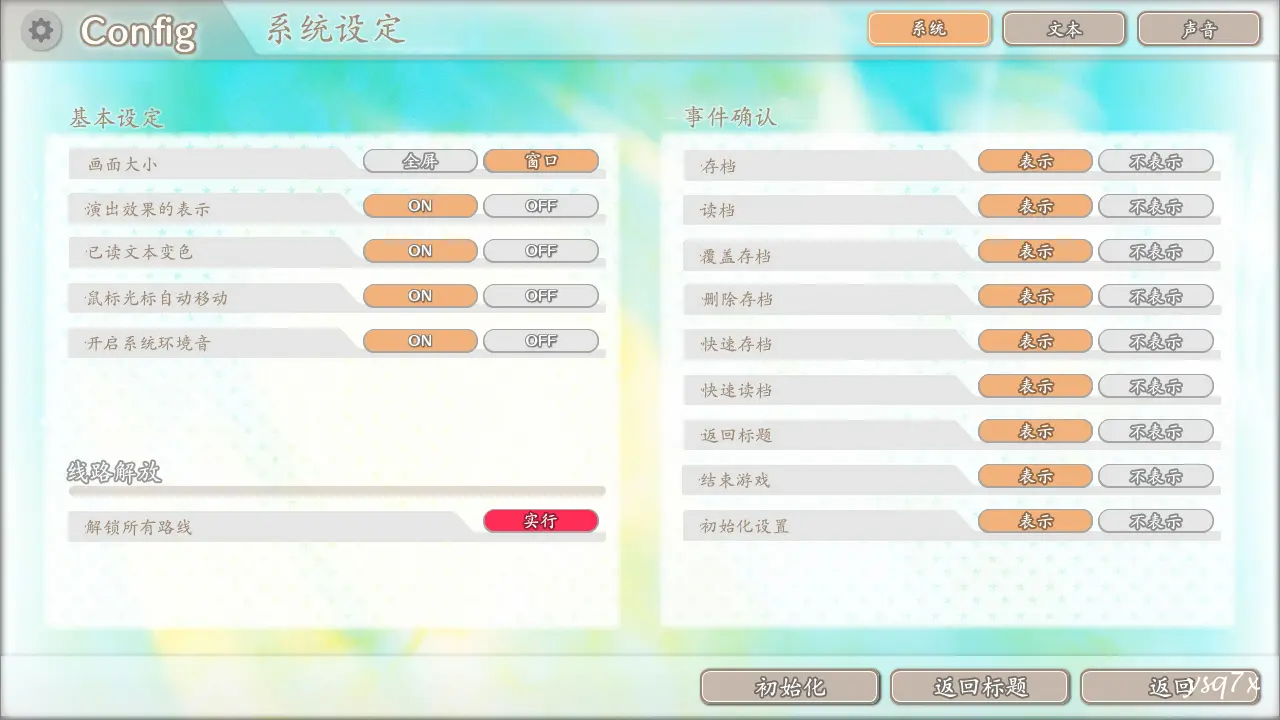 Config 系统设定 系统 文本 声音
基本设定
画面大小 全屏 窗口
演出效果的表示 ON OFF
已读文本变色 ON OFF
鼠标光标自动移动 ON OFF
开启系统环境音 ON OFF
线路解放
解锁所有路线 实行
事件确认
存档 表示 不表示
读档 表示 不表示
覆盖存档 表示 不表示
删除存档 表示 不表示
快速存档 表示 不表示
快速读档 表示 不表示
返回标题 表示 不表示
结束游戏 表示 不表示
初始化设置 表示 不表示
初始化 返回标题 返回
ysq7x